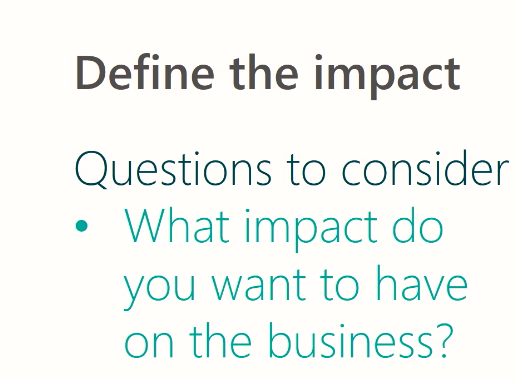 Define the impact
Questions to consider
• What impact do
you want to have
on the business?